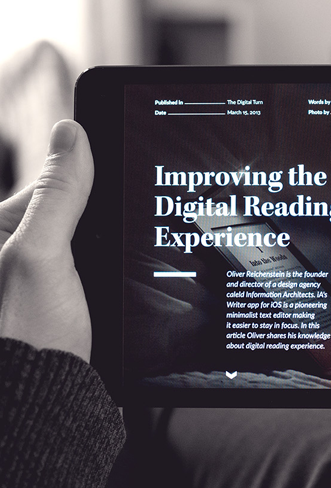 Published in The Digital Turn Words by
Date March 15, 2013 Photo by
Improving the
Digital Reading
Experience
Oliver Reichenstein is the founder
and director of a design agency
caleld Information Architects. iA's
Writer app for iOS is a pioneering
minimalist text editor making
it easier to stay in focus. In this
article Oliver shares his knowledge
about digital reading experience.